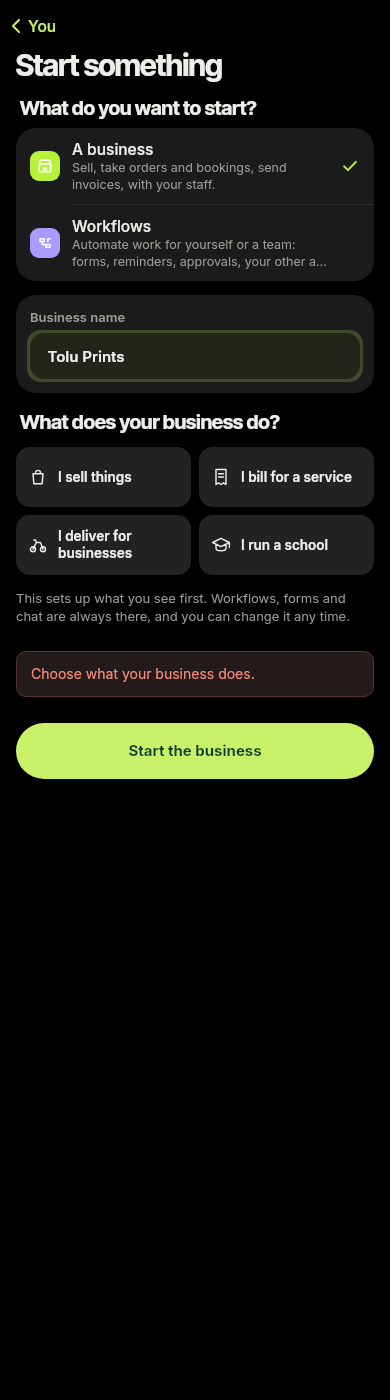 You
Start something
What do you want to start?
A business
Sell, take orders and bookings, send
invoices, with your staff.
Workflows
Automate work for yourself or a team:
forms, reminders, approvals, your other a...
Business name
Tolu Prints
What does your business do?
I sell things
I bill for a service
I deliver for
businesses
I run a school
This sets up what you see first. Workflows, forms and
chat are always there, and you can change it any time.
Choose what your business does.
Start the business